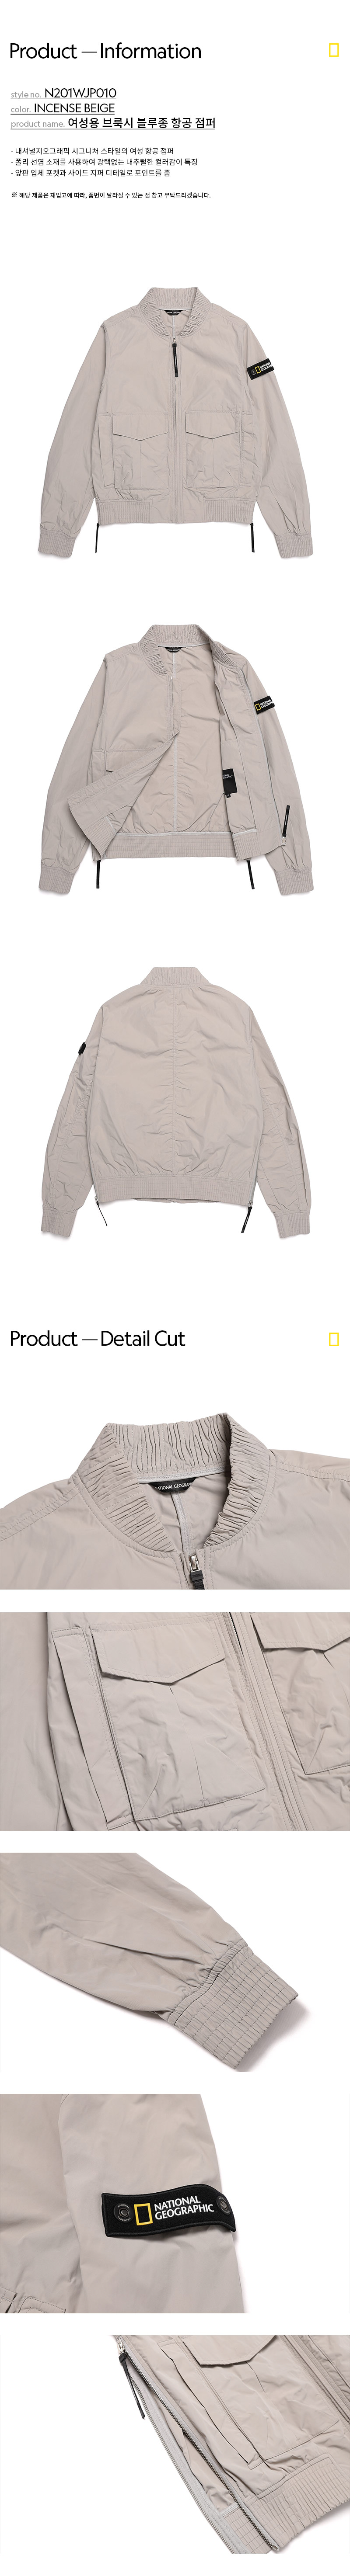 Product — Information
style no. N201WJP010
color. INCENSE BEIGE
product name. 여성용 브룩시 블루종 항공 점퍼
- 내셔널지오그래픽 시그니처 스타일의 여성 항공 점퍼
- 폴리 선염 소재를 사용하여 광택없는 내추럴한 컬러감이 특징
- 앞판 입체 포켓과 사이드 지퍼 디테일로 포인트를 줌
※ 해당 제품은 재입고에 따라, 품번이 달라질 수 있는 점 참고 부탁드리겠습니다.
Product — Detail Cut
NATIONAL GEOGRAPH
NATIONAL
GEOGRAPHIC